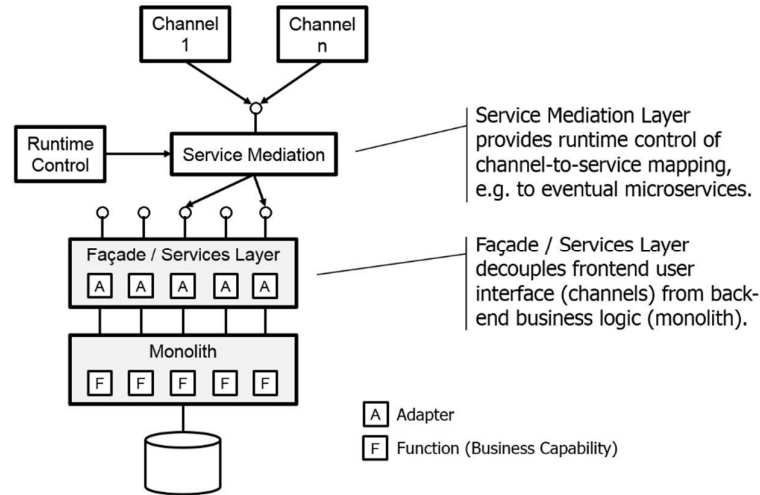 Channel
1
Channel
n
Runtime
Control
Service Mediation
Service Mediation Layer
provides runtime control of
channel-to-service mapping,
e.g. to eventual microservices.
Façade / Services Layer
A A A A A
Façade / Services Layer
decouples frontend user
interface (channels) from back-
end business logic (monolith).
Monolith
F F F F F
A Adapter
F Function (Business Capability)